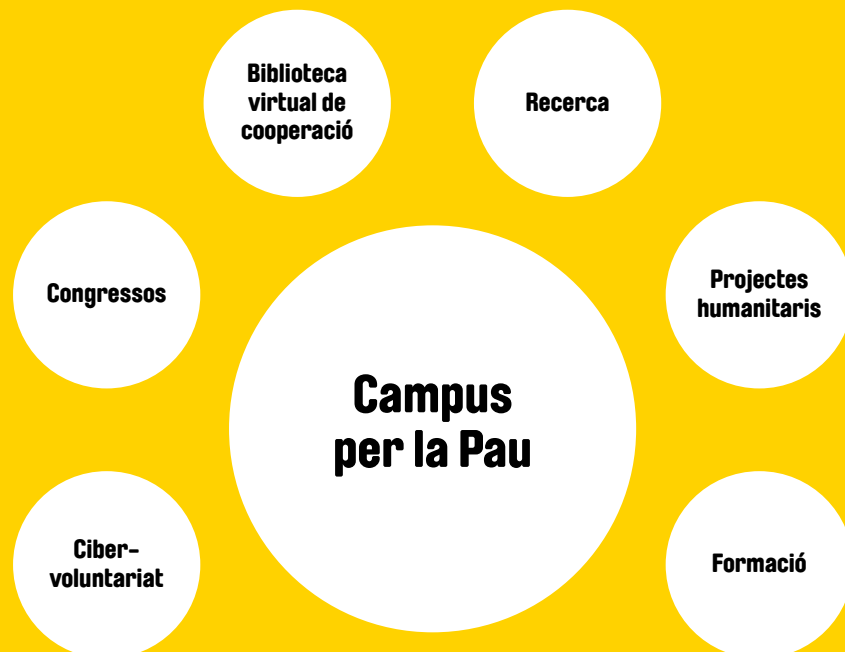 Biblioteca
virtual de
cooperació
Recerca
Congressos
Projectes
humanitaris
Campus
per la Pau
Ciber-
voluntariat
Formació